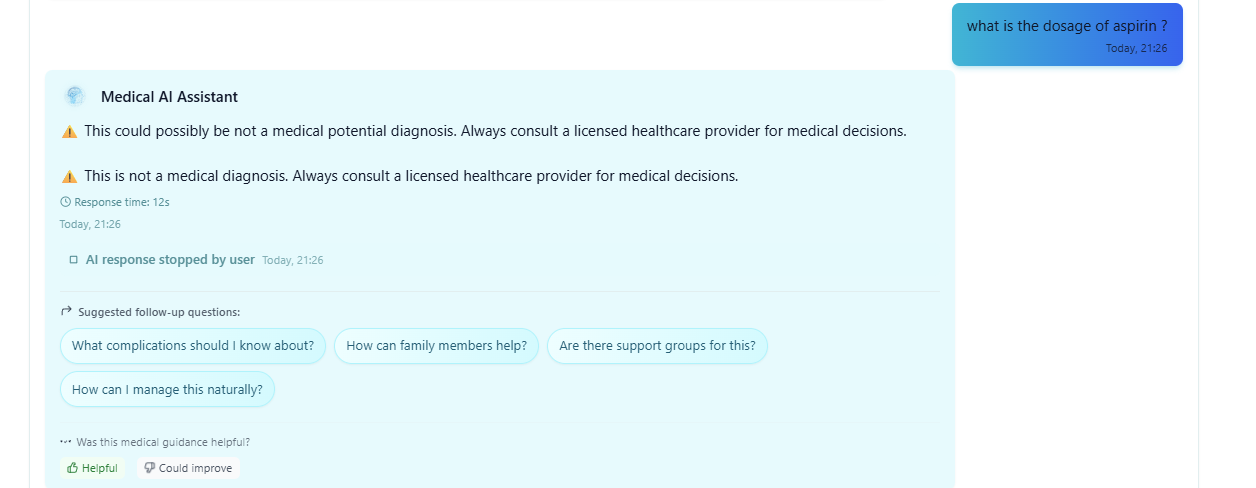 what is the dosage of aspirin ?
Today, 21:26
Medical AI Assistant
⚠️ This could possibly be not a medical potential diagnosis. Always consult a licensed healthcare provider for medical decisions.
⚠️ This is not a medical diagnosis. Always consult a licensed healthcare provider for medical decisions.
Response time: 12s
Today, 21:26
AI response stopped by user Today, 21:26
Suggested follow-up questions:
What complications should I know about? How can family members help? Are there support groups for this?
How can I manage this naturally?
Was this medical guidance helpful?
Helpful Could improve